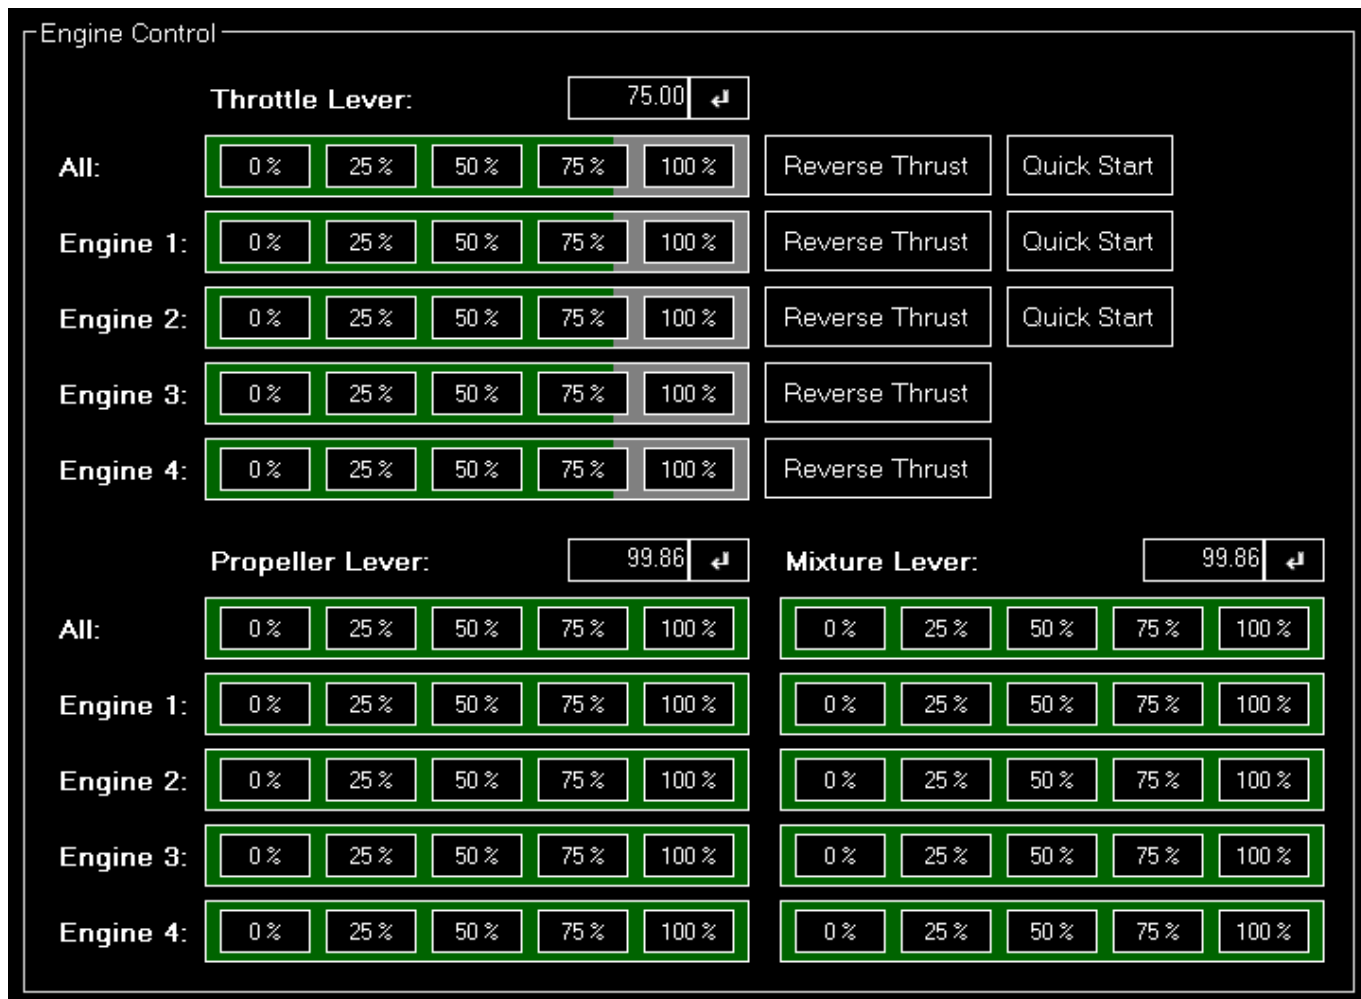 Engine Control
Throttle Lever: 75.00 ↲
All: 0 % 25 % 50 % 75 % 100 % Reverse Thrust Quick Start
Engine 1: 0 % 25 % 50 % 75 % 100 % Reverse Thrust Quick Start
Engine 2: 0 % 25 % 50 % 75 % 100 % Reverse Thrust Quick Start
Engine 3: 0 % 25 % 50 % 75 % 100 % Reverse Thrust
Engine 4: 0 % 25 % 50 % 75 % 100 % Reverse Thrust
Propeller Lever: 99.86 ↲ Mixture Lever: 99.86 ↲
All: 0 % 25 % 50 % 75 % 100 % 0 % 25 % 50 % 75 % 100 %
Engine 1: 0 % 25 % 50 % 75 % 100 % 0 % 25 % 50 % 75 % 100 %
Engine 2: 0 % 25 % 50 % 75 % 100 % 0 % 25 % 50 % 75 % 100 %
Engine 3: 0 % 25 % 50 % 75 % 100 % 0 % 25 % 50 % 75 % 100 %
Engine 4: 0 % 25 % 50 % 75 % 100 % 0 % 25 % 50 % 75 % 100 %